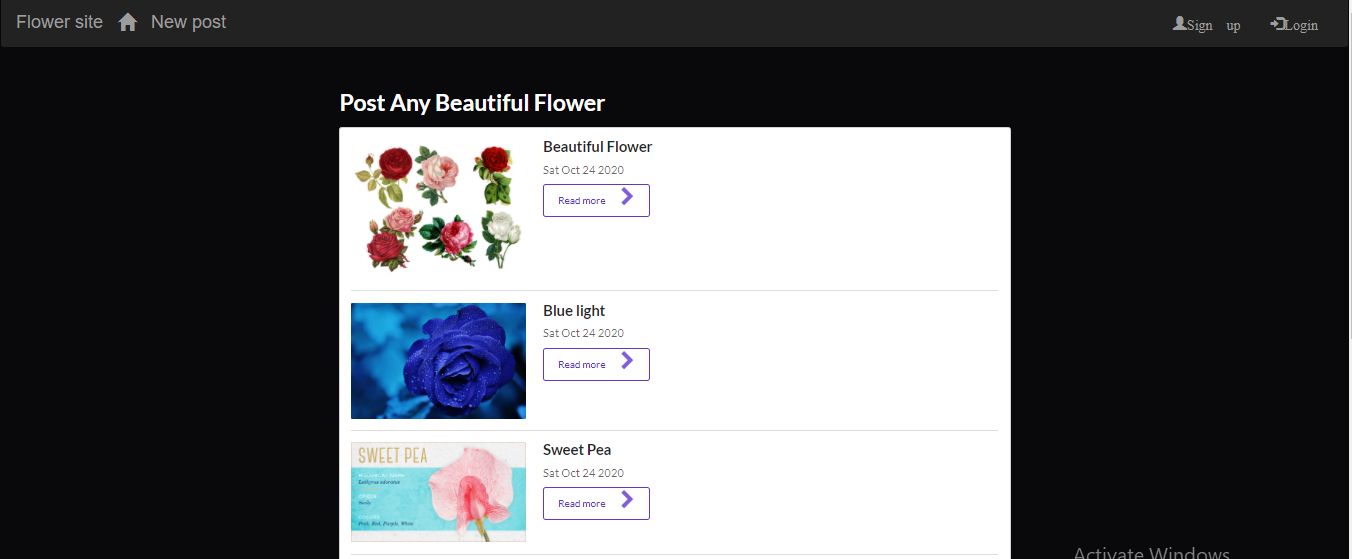 Flower site New post Sign up Login
Post Any Beautiful Flower
Beautiful Flower
Sat Oct 24 2020
Read more
Blue light
Sat Oct 24 2020
Read more
SWEET PEA
Lathyrus odoratus
Pink, Red, Purple, White
Sweet Pea
Sat Oct 24 2020
Read more
Activate Windows